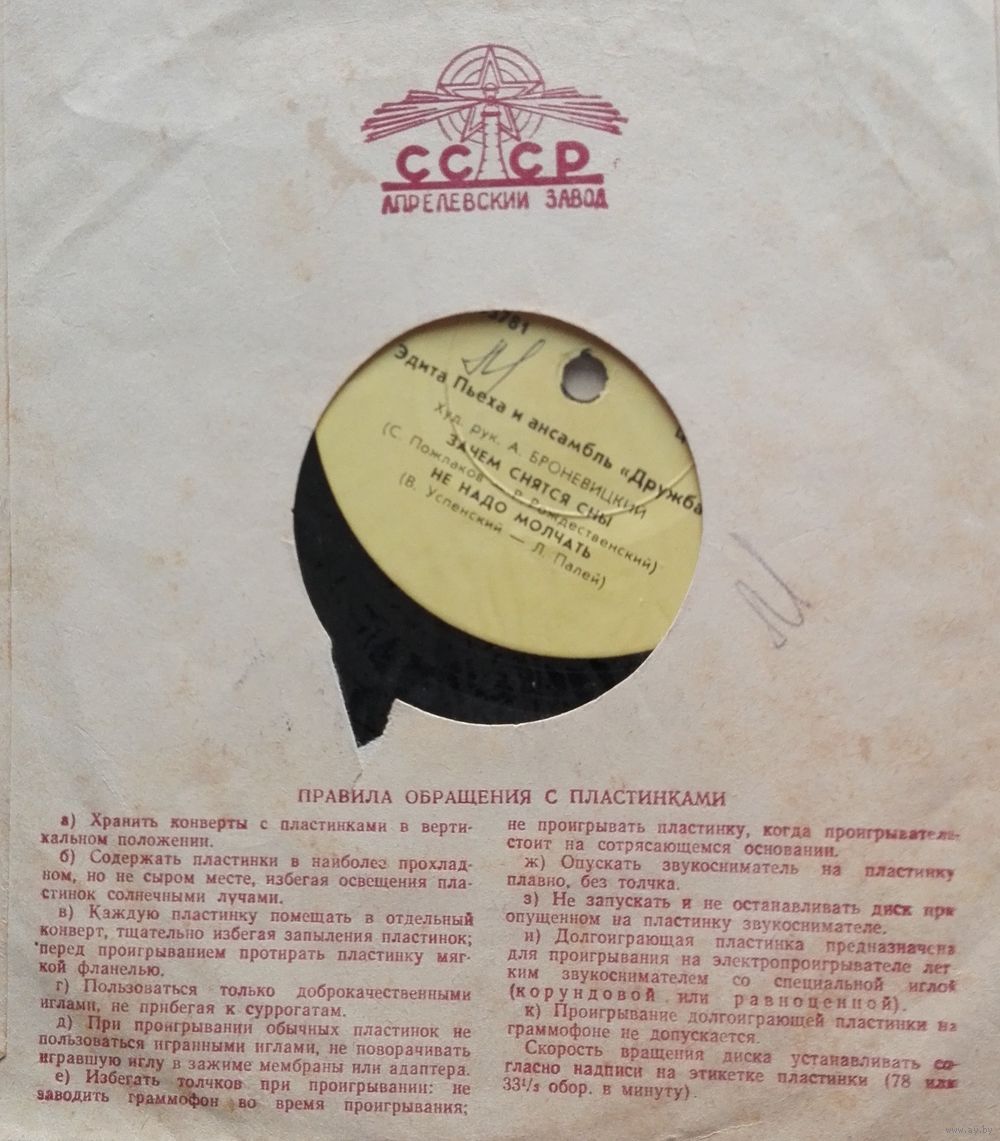 СССР
АПРЕЛЕВСКИЙ ЗАВОД
3781
Эдита Пьеха и ансамбль «Дружба
Худ. рук. А. БРОНЕВИЦКИЙ
ЗАЧЕМ СНЯТСЯ СНЫ
(С. Пожлаков — Р. Рождественский)
НЕ НАДО МОЛЧАТЬ
(В. Успенский — Л. Палей)
ПРАВИЛА ОБРАЩЕНИЯ С ПЛАСТИНКАМИ
а) Хранить конверты с пластинками в верти-
кальном положении.
б) Содержать пластинки в наиболее прохлад-
ном, но не сыром месте, избегая освещения пла-
стинок солнечными лучами.
в) Каждую пластинку помещать в отдельный
конверт, тщательно избегая запыления пластинок;
перед проигрыванием протирать пластинку мяг-
кой фланелью.
г) Пользоваться только доброкачественными
иглами, не прибегая к суррогатам.
д) При проигрывании обычных пластинок не
пользоваться игранными иглами, не поворачивать
игравшую иглу в зажиме мембраны или адаптера.
е) Избегать толчков при проигрывании: не
заводить граммофон во время проигрывания;
не проигрывать пластинку, когда проигрыватель
стоит на сотрясающемся основании.
ж) Опускать звукосниматель на пластинку
плавно, без толчка.
з) Не запускать и не останавливать диск при
опущенном на пластинку звукоснимателе.
и) Долгоиграющая пластинка предназначена
для проигрывания на электропроигрывателе лег
ким звукоснимателем со специальной иглой
(корундовой или равноценной).
к) Проигрывание долгоиграющей пластинки на
граммофоне не допускается.
Скорость вращения диска устанавливать со-
гласно надписи на этикетке пластинки (78 или
33¹/₃ обор. в минуту).
www.ay.by